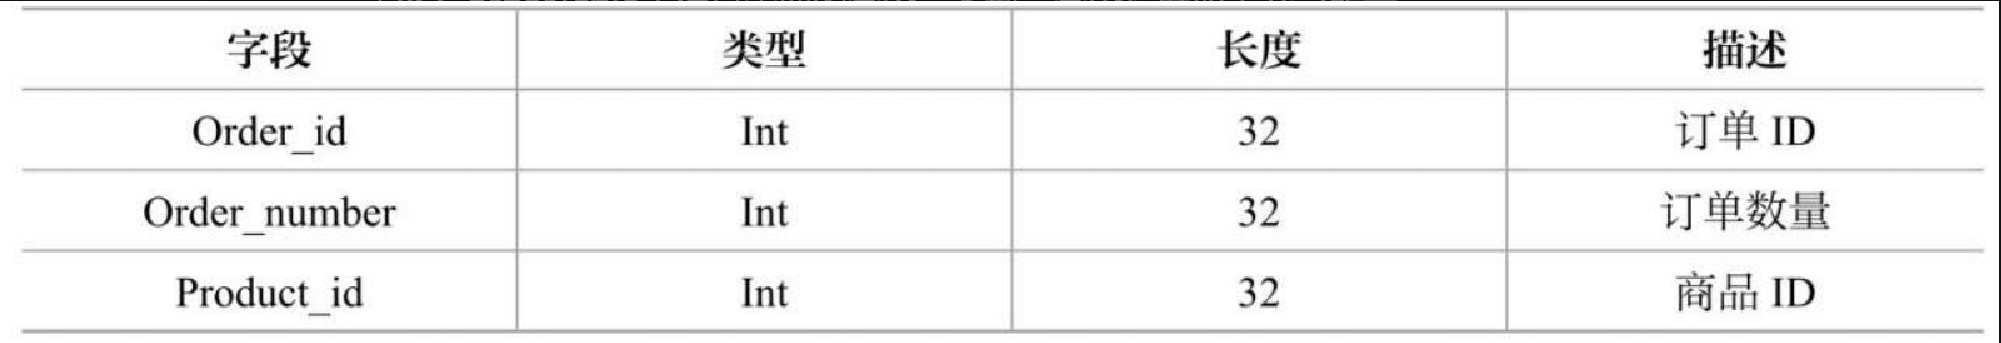 字段 类型 长度 描述
Order_id Int 32 订单 ID
Order_number Int 32 订单数量
Product_id Int 32 商品 ID